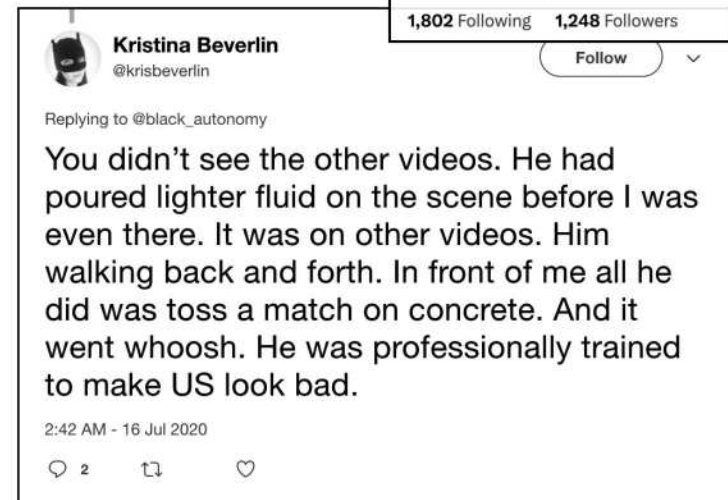 1,802 Following 1,248 Followers
Kristina Beverlin
@krisbeverlin
Follow
Replying to @black_autonomy
You didn't see the other videos. He had
poured lighter fluid on the scene before I was
even there. It was on other videos. Him
walking back and forth. In front of me all he
did was toss a match on concrete. And it
went whoosh. He was professionally trained
to make US look bad.
2:42 AM - 16 Jul 2020
2